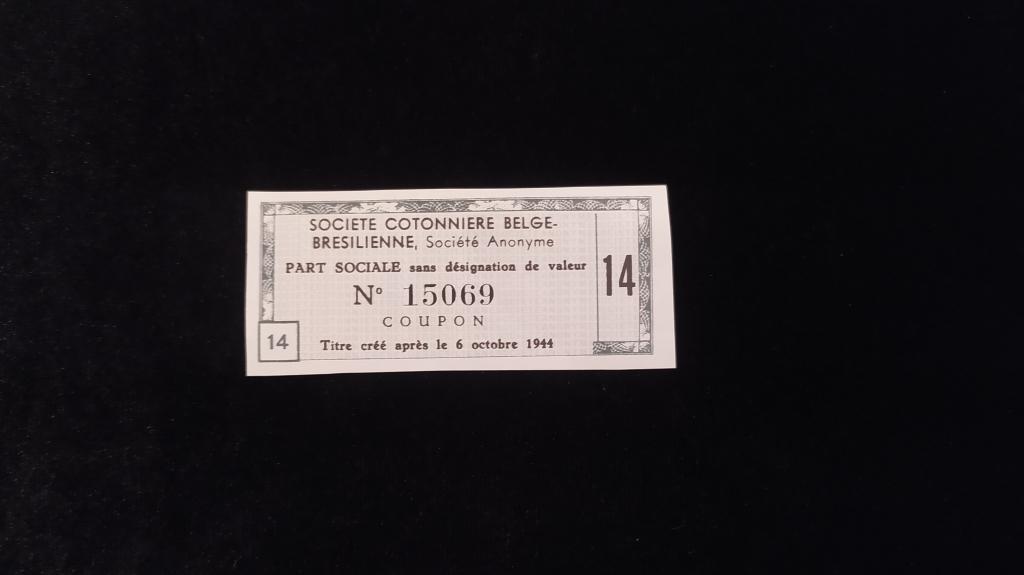 SOCIETE COTONNIERE BELGE-
BRESILIENNE, Société Anonyme
PART SOCIALE sans désignation de valeur
14
Nº 15069
COUPON
14
Titre créé après le 6 octobre 1944